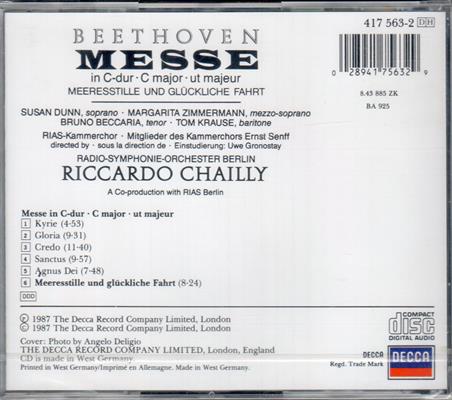 BEETHOVEN
MESSE
in C-dur · C major · ut majeur
MEERESSTILLE UND GLÜCKLICHE FAHRT
417 563-2 DH
0 28941 75632 9
8.43 885 ZK
BA 925
SUSAN DUNN, soprano · MARGARITA ZIMMERMANN, mezzo-soprano
BRUNO BECCARIA, tenor · TOM KRAUSE, baritone
RIAS-Kammerchor · Mitglieder des Kammerchors Ernst Senff
directed by · sous la direction de · Einstudierung: Uwe Gronostay
RADIO-SYMPHONIE-ORCHESTER BERLIN
RICCARDO CHAILLY
A Co-production with RIAS Berlin
Messe in C-dur · C major · ut majeur
1 Kyrie (4·53)
2 Gloria (9·31)
3 Credo (11·40)
4 Sanctus (9·57)
5 Agnus Dei (7·48)
6 Meeresstille und glückliche Fahrt (8·24)
DDD
℗ 1987 The Decca Record Company Limited, London
© 1987 The Decca Record Company Limited, London
Cover: Photo by Angelo Deligio
THE DECCA RECORD COMPANY LIMITED, London, England
CD is made in West Germany.
Printed in West Germany/Imprimé en Allemagne. Made in West Germany.
COMPACT
disc
DIGITAL AUDIO
DECCA
Regd. Trade Mark
DECCA